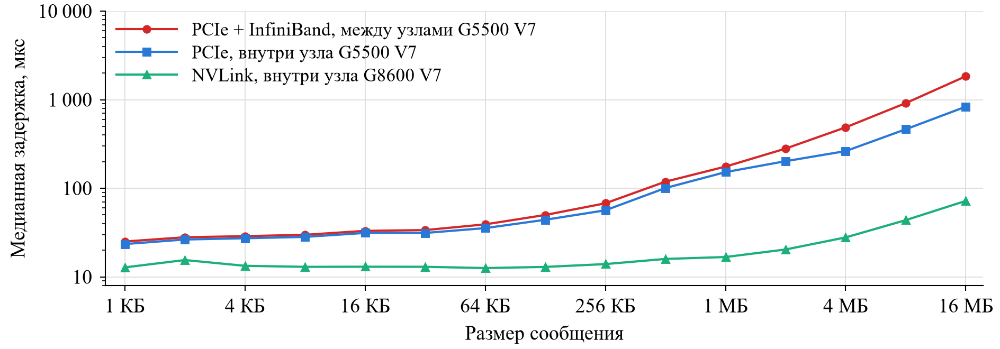 10 000
1 000
100
10
Медианная задержка, мкс
PCIe + InfiniBand, между узлами G5500 V7
PCIe, внутри узла G5500 V7
NVLink, внутри узла G8600 V7
1 КБ 4 КБ 16 КБ 64 КБ 256 КБ 1 МБ 4 МБ 16 МБ
Размер сообщения